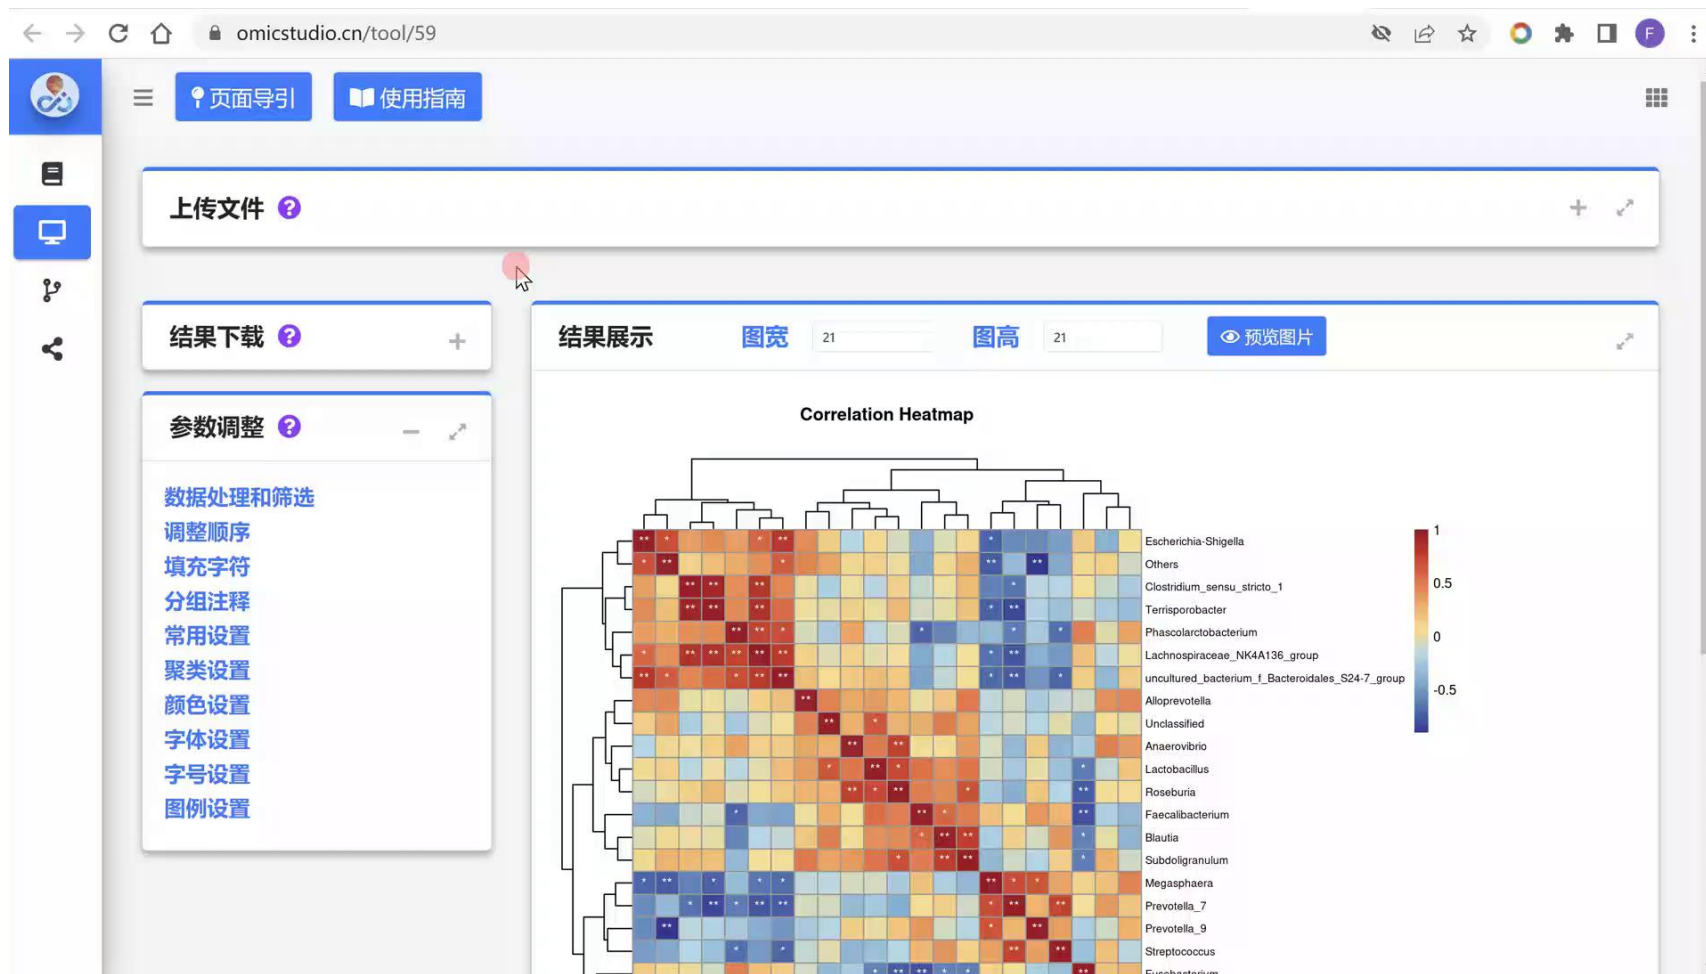 omicstudio.cn/tool/59
F
页面导引
使用指南
上传文件 ?
结果下载 ?
结果展示 图宽 21 图高 21 预览图片
参数调整 ?
数据处理和筛选
调整顺序
填充字符
分组注释
常用设置
聚类设置
颜色设置
字体设置
字号设置
图例设置
Correlation Heatmap
Escherichia-Shigella
Others
Clostridium_sensu_stricto_1
Terrisporobacter
Phascolarctobacterium
Lachnospiraceae_NK4A136_group
uncultured_bacterium_f_Bacteroidales_S24-7_group
Alloprevotella
Unclassified
Anaerovibrio
Lactobacillus
Roseburia
Faecalibacterium
Blautia
Subdoligranulum
Megasphaera
Prevotella_7
Prevotella_9
Streptococcus
Fusobacterium
1
0.5
0
-0.5